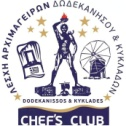 ΛΕΣΧΗ ΑΡΧΙΜΑΓΕΙΡΩΝ ΔΩΔΕΚΑΝΗΣΟΥ & ΚΥΚΛΑΔΩΝ
DODEKANISSOS & KYKLADES
CHEF'S CLUB